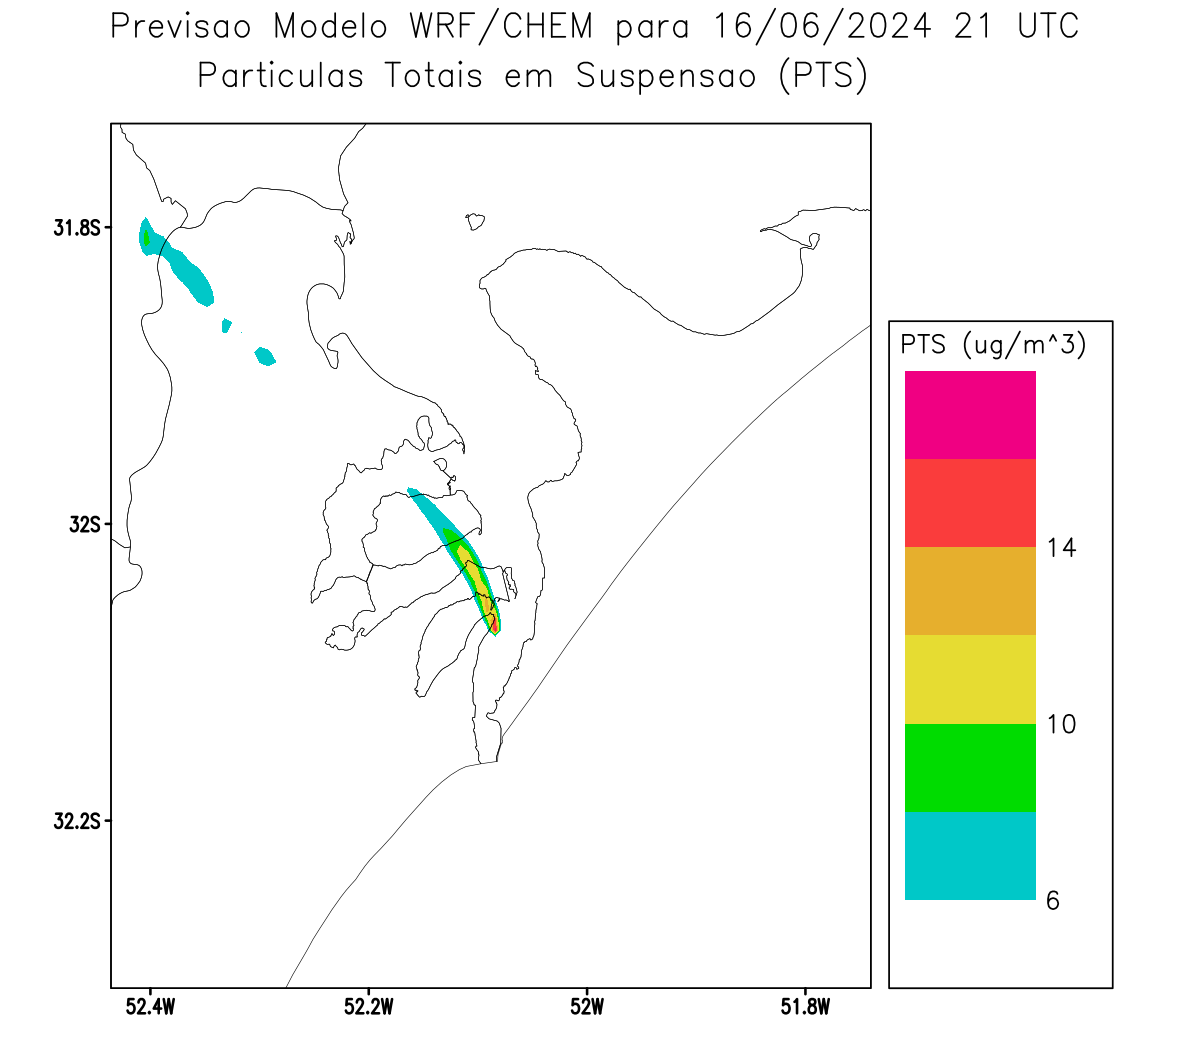 Previsao Modelo WRF/CHEM para 16/06/2024 21 UTC
Particulas Totais em Suspensao (PTS)
31.8S
32S
32.2S
52.4W
52.2W
52W
51.8W
PTS (ug/m^3)
14
10
6